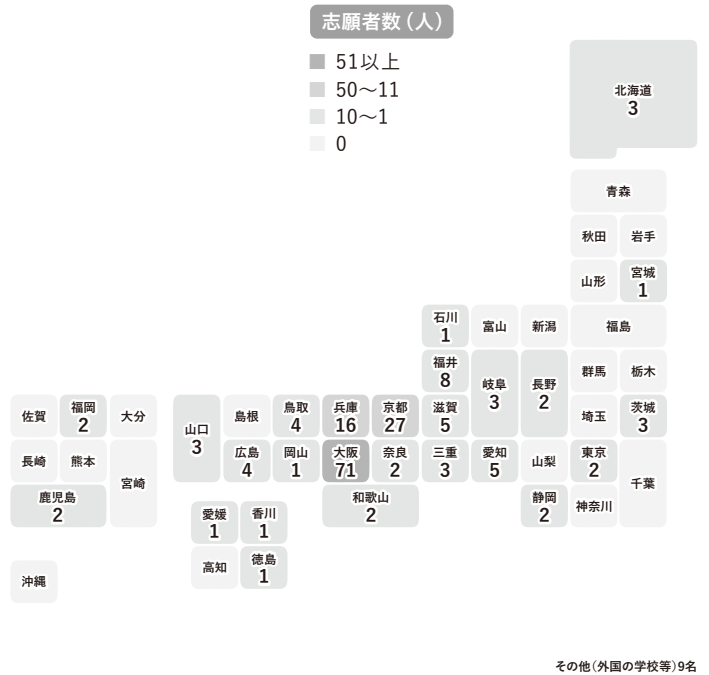 志願者数（人）
51以上
50〜11
10〜1
0
北海道
3
青森
秋田 岩手
山形 宮城
1
石川
1
富山 新潟 福島
福井
8
岐阜
3
長野
2
群馬 栃木
佐賀 福岡
2
大分
山口
3
島根 鳥取
4
兵庫
16
京都
27
滋賀
5
埼玉 茨城
3
長崎 熊本 宮崎
広島
4
岡山
1
大阪
71
奈良
2
三重
3
愛知
5
山梨 東京
2
千葉
鹿児島
2
愛媛
1
香川
1
和歌山
2
静岡
2
神奈川
沖縄
高知 徳島
1
その他（外国の学校等）9名